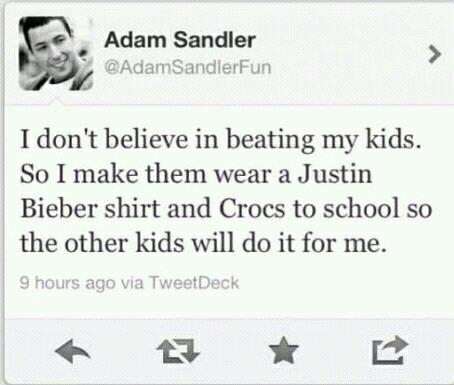 Adam Sandler
@AdamSandlerFun
I don't believe in beating my kids.
So I make them wear a Justin
Bieber shirt and Crocs to school so
the other kids will do it for me.
9 hours ago via TweetDeck